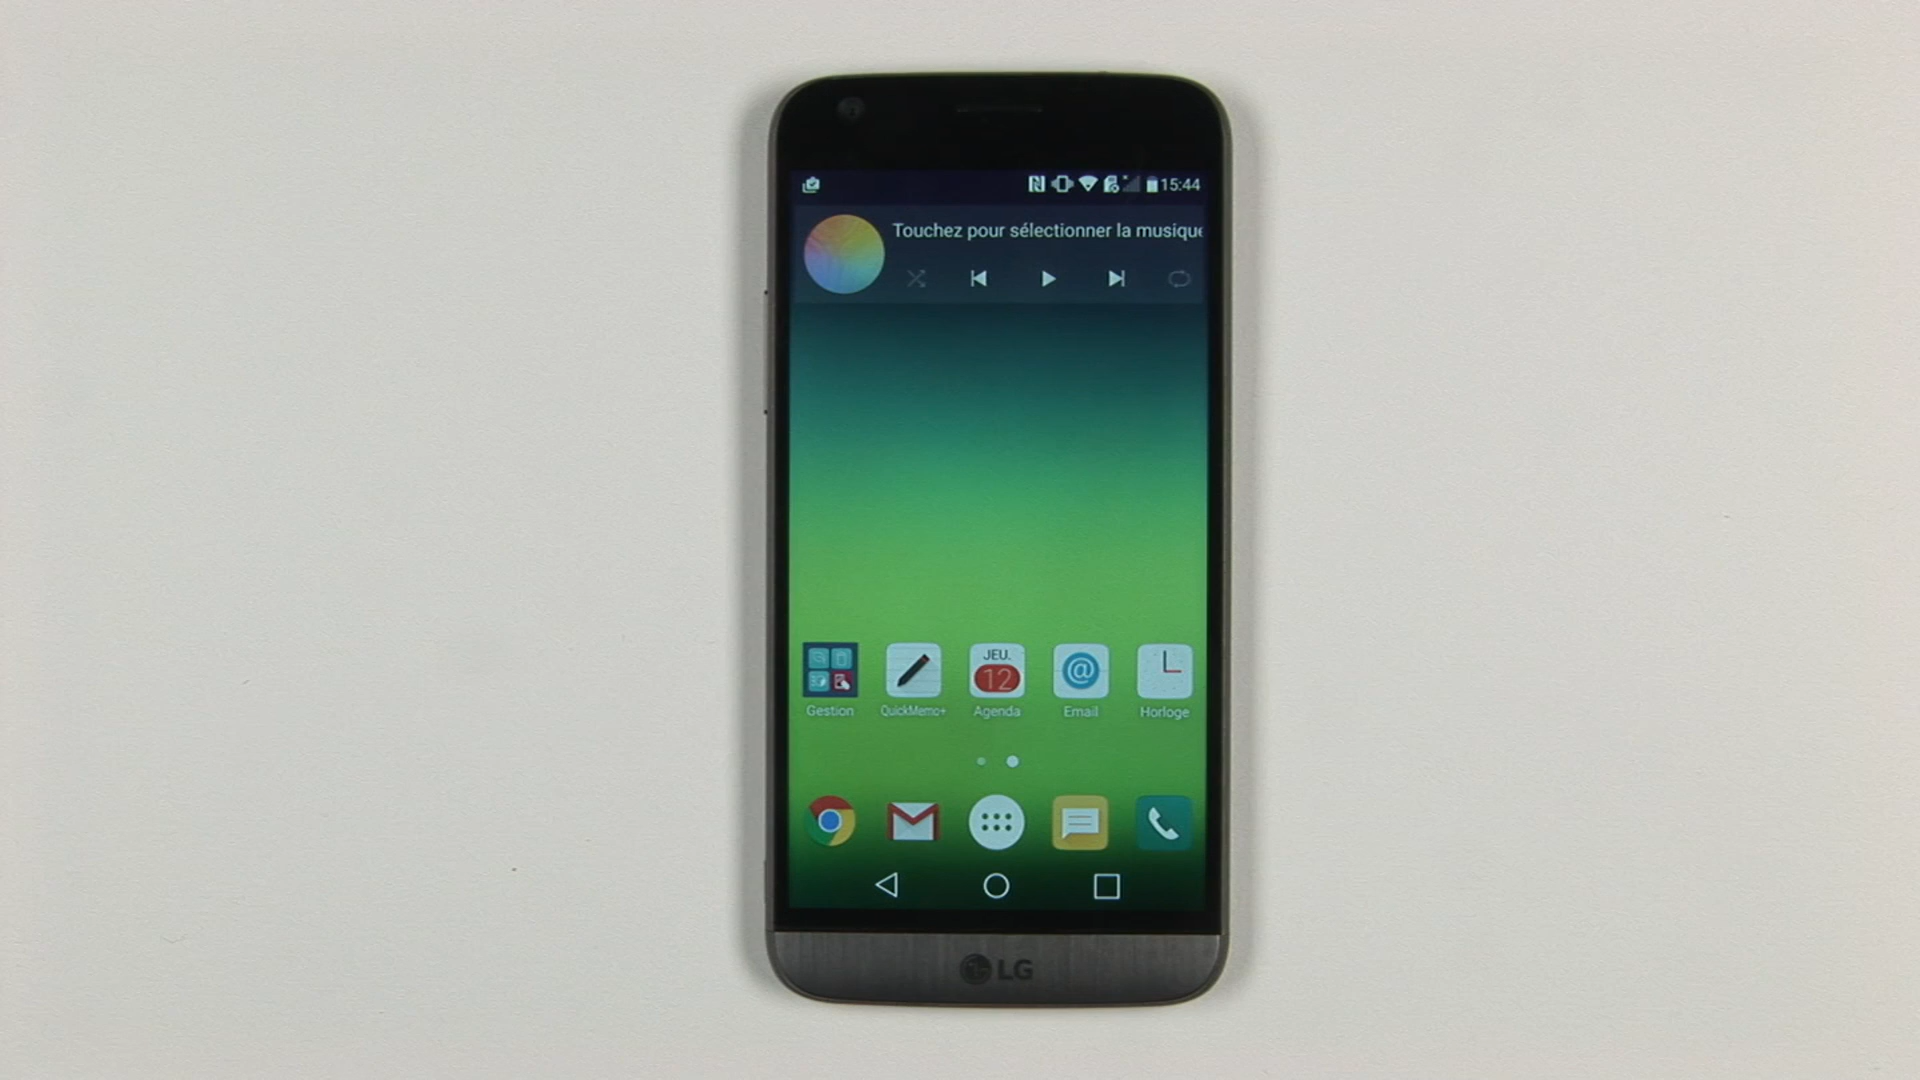 15:44
Touchez pour sélectionner la musique
JEU.
12
Gestion
QuickMemo+
Agenda
Email
Horloge
LG